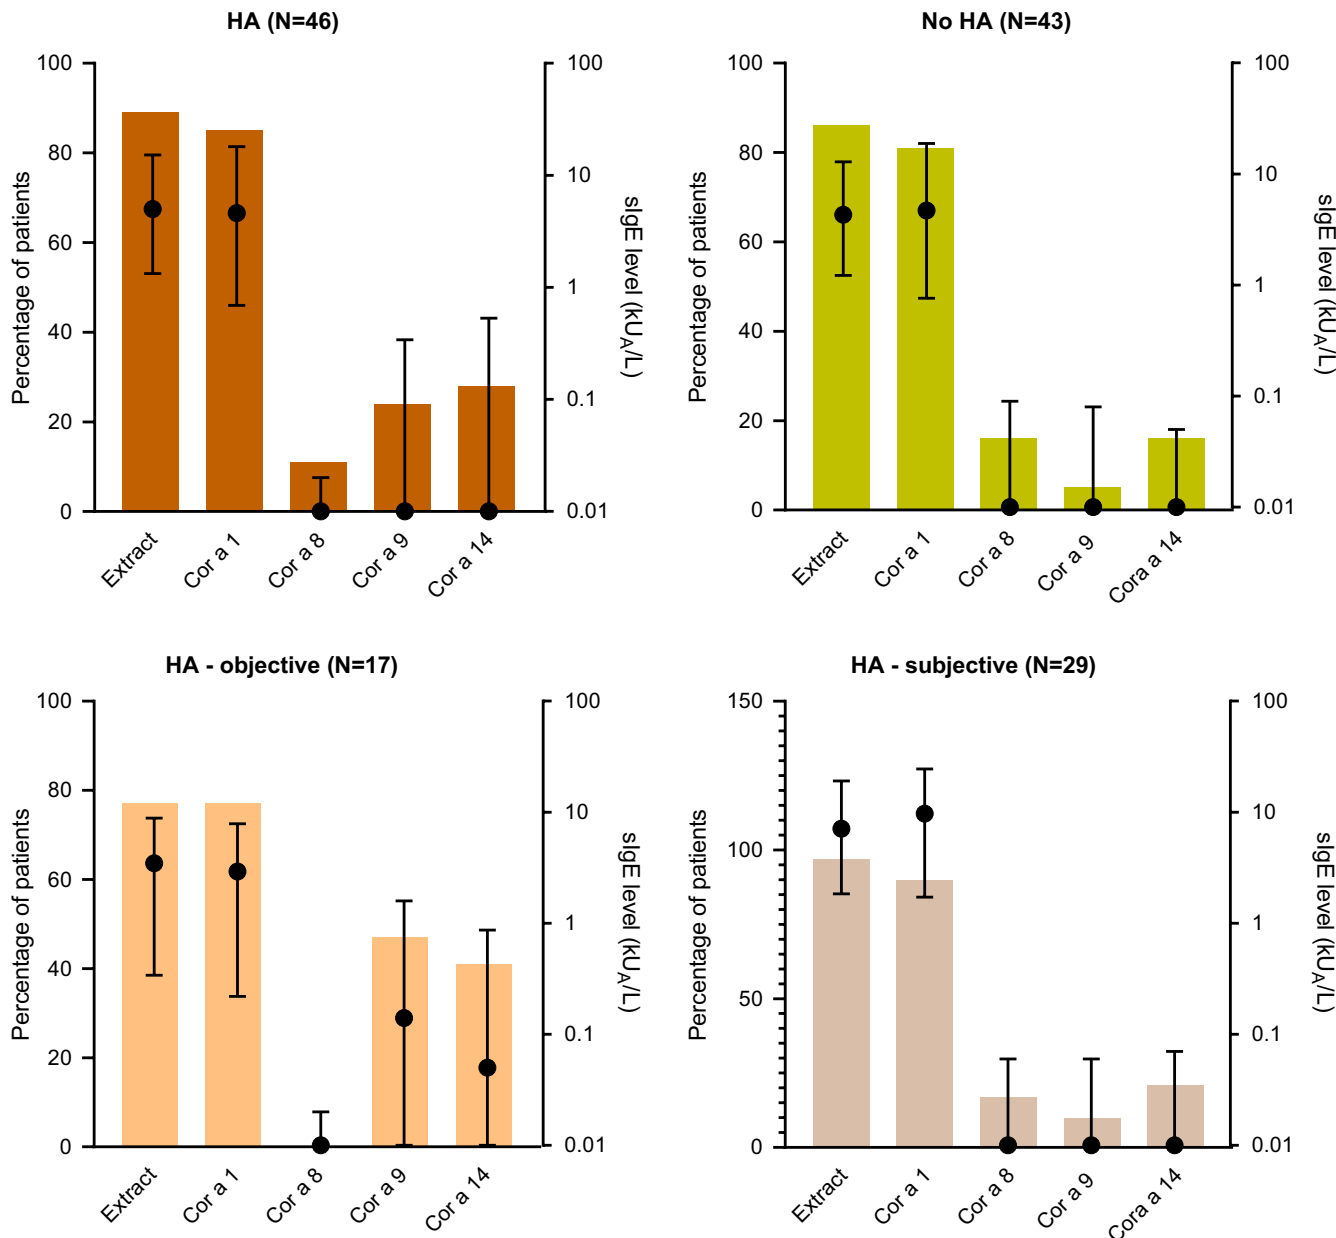 HA (N=46)
100
80
60
40
20
0
Percentage of patients
100
10
1
0.1
0.01
sIgE level (kUA/L)
Extract
Cor a 1
Cor a 8
Cor a 9
Cor a 14
No HA (N=43)
100
80
60
40
20
0
Percentage of patients
100
10
1
0.1
0.01
sIgE level (kUA/L)
Extract
Cor a 1
Cor a 8
Cor a 9
Cora a 14
HA - objective (N=17)
100
80
60
40
20
0
Percentage of patients
100
10
1
0.1
0.01
sIgE level (kUA/L)
Extract
Cor a 1
Cor a 8
Cor a 9
Cor a 14
HA - subjective (N=29)
150
100
50
0
Percentage of patients
100
10
1
0.1
0.01
sIgE level (kUA/L)
Extract
Cor a 1
Cor a 8
Cor a 9
Cora a 14